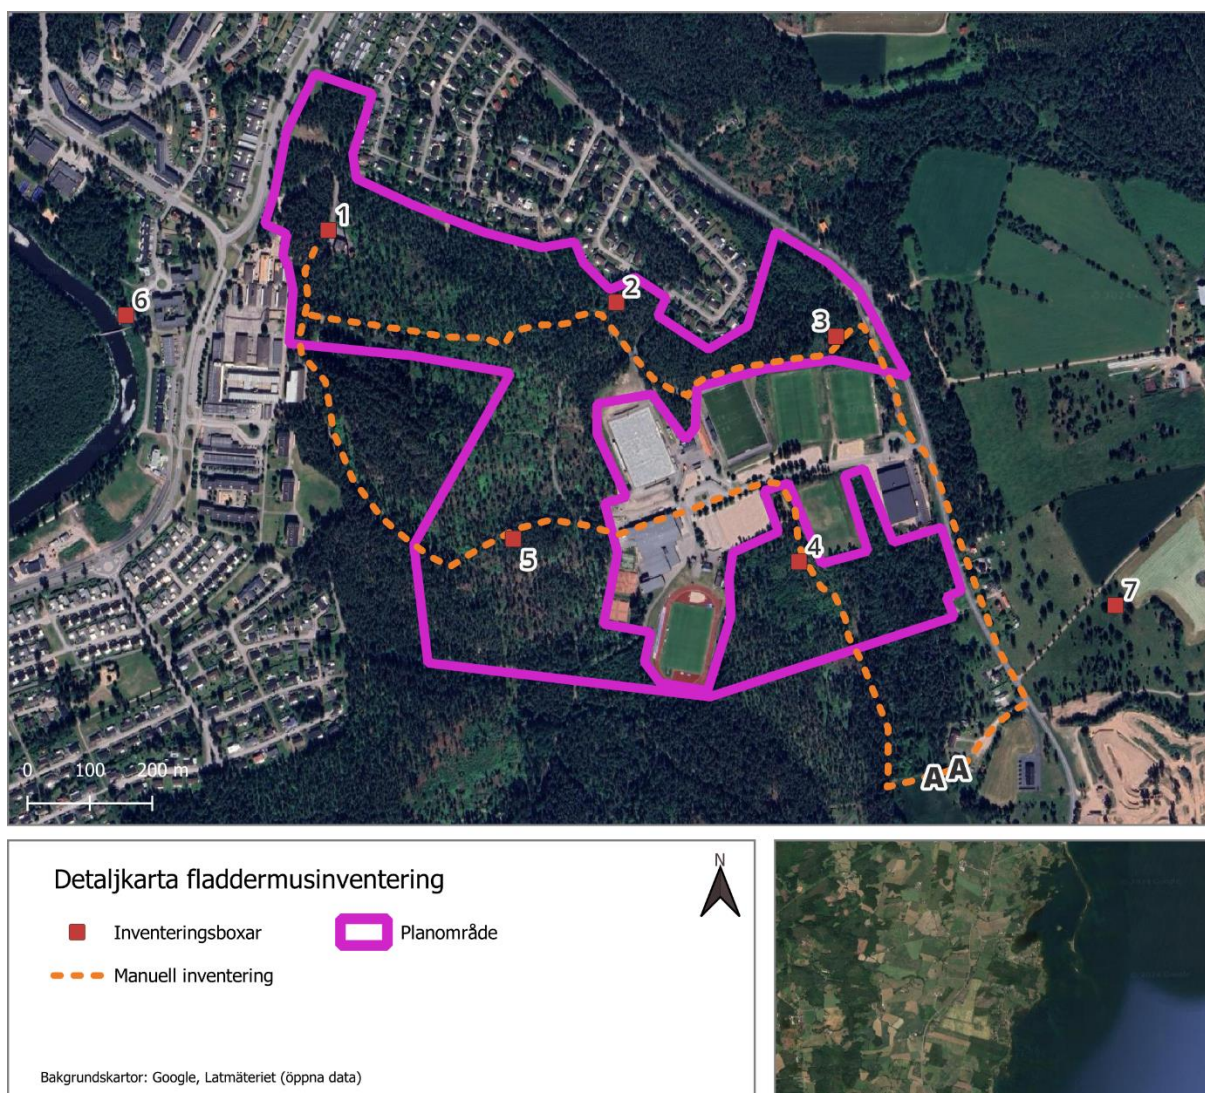 1
2
3
4
5
6
7
A A
0 100 200 m
Detaljkarta fladdermusinventering
N
Inventeringsboxar
Planområde
Manuell inventering
Bakgrundskartor: Google, Latmäteriet (öppna data)